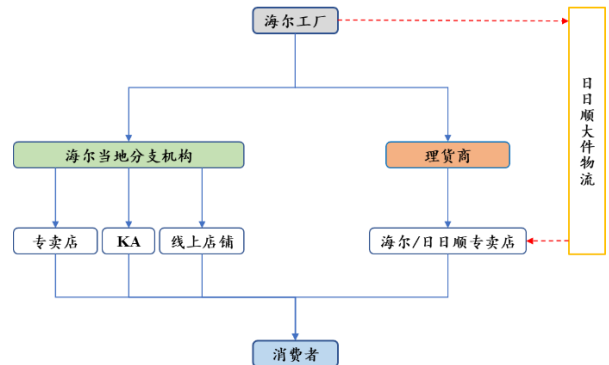 海尔工厂
日日顺大件物流
海尔当地分支机构
理货商
专卖店
KA
线上店铺
海尔/日日顺专卖店
消费者